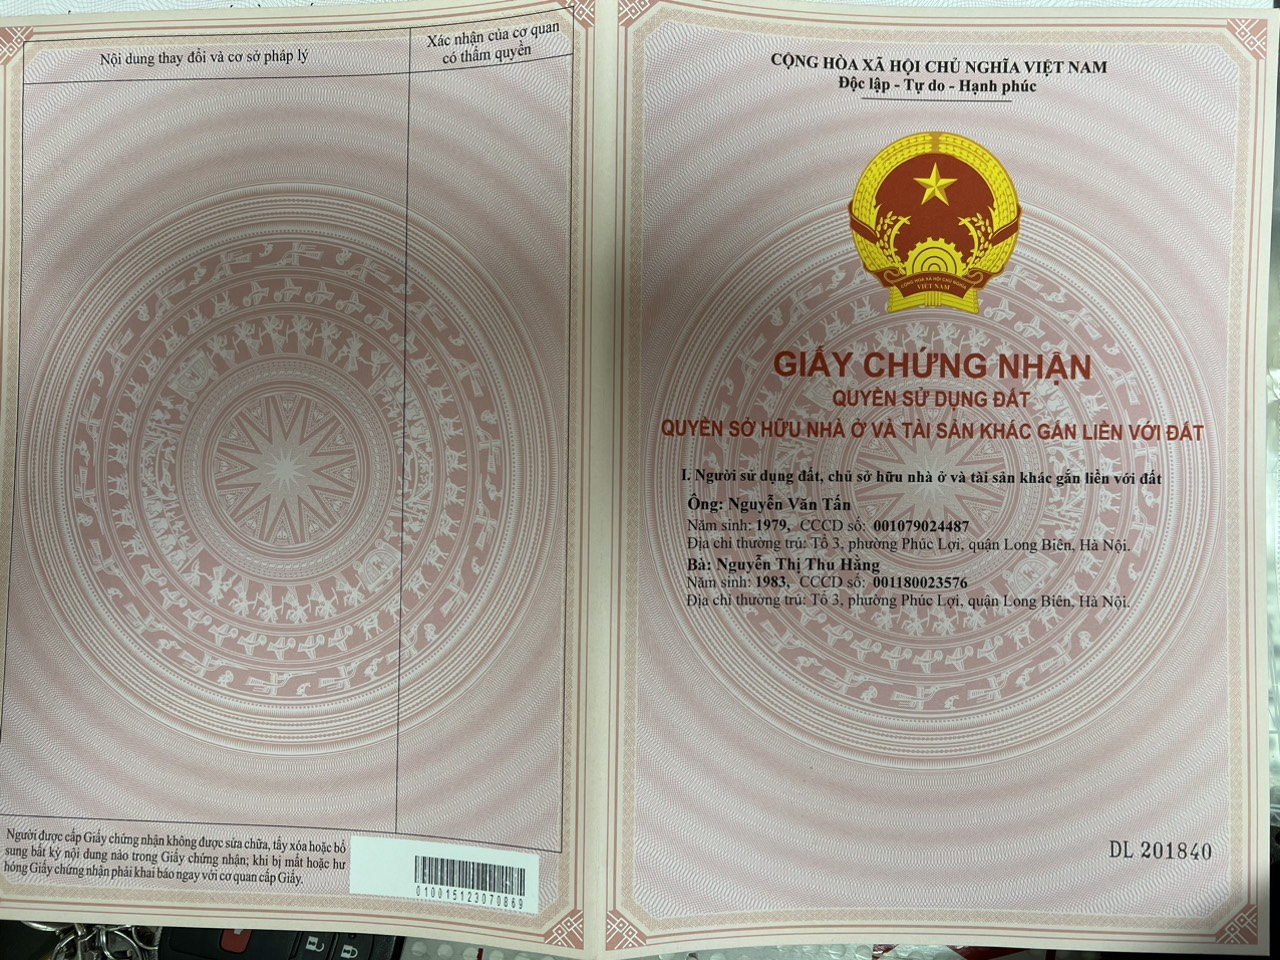 Nội dung thay đổi và cơ sở pháp lý
Xác nhận của cơ quan
có thẩm quyền
Người được cấp Giấy chứng nhận không được sửa chữa, tẩy xóa hoặc bổ
sung bất kỳ nội dung nào trong Giấy chứng nhận; khi bị mất hoặc hư
hỏng Giấy chứng nhận phải khai báo ngay với cơ quan cấp Giấy.
010015123070869
CỘNG HÒA XÃ HỘI CHỦ NGHĨA VIỆT NAM
Độc lập - Tự do - Hạnh phúc
CỘNG HÒA XÃ HỘI CHỦ NGHĨA
VIỆT NAM
GIẤY CHỨNG NHẬN
QUYỀN SỬ DỤNG ĐẤT
QUYỀN SỞ HỮU NHÀ Ở VÀ TÀI SẢN KHÁC GẮN LIỀN VỚI ĐẤT
I. Người sử dụng đất, chủ sở hữu nhà ở và tài sản khác gắn liền với đất
Ông: Nguyễn Văn Tấn
Năm sinh: 1979, CCCD số: 001079024487
Địa chỉ thường trú: Tổ 3, phường Phúc Lợi, quận Long Biên, Hà Nội.
Bà: Nguyễn Thị Thu Hằng
Năm sinh: 1983, CCCD số: 001180023576
Địa chỉ thường trú: Tổ 3, phường Phúc Lợi, quận Long Biên, Hà Nội.
DL 201840